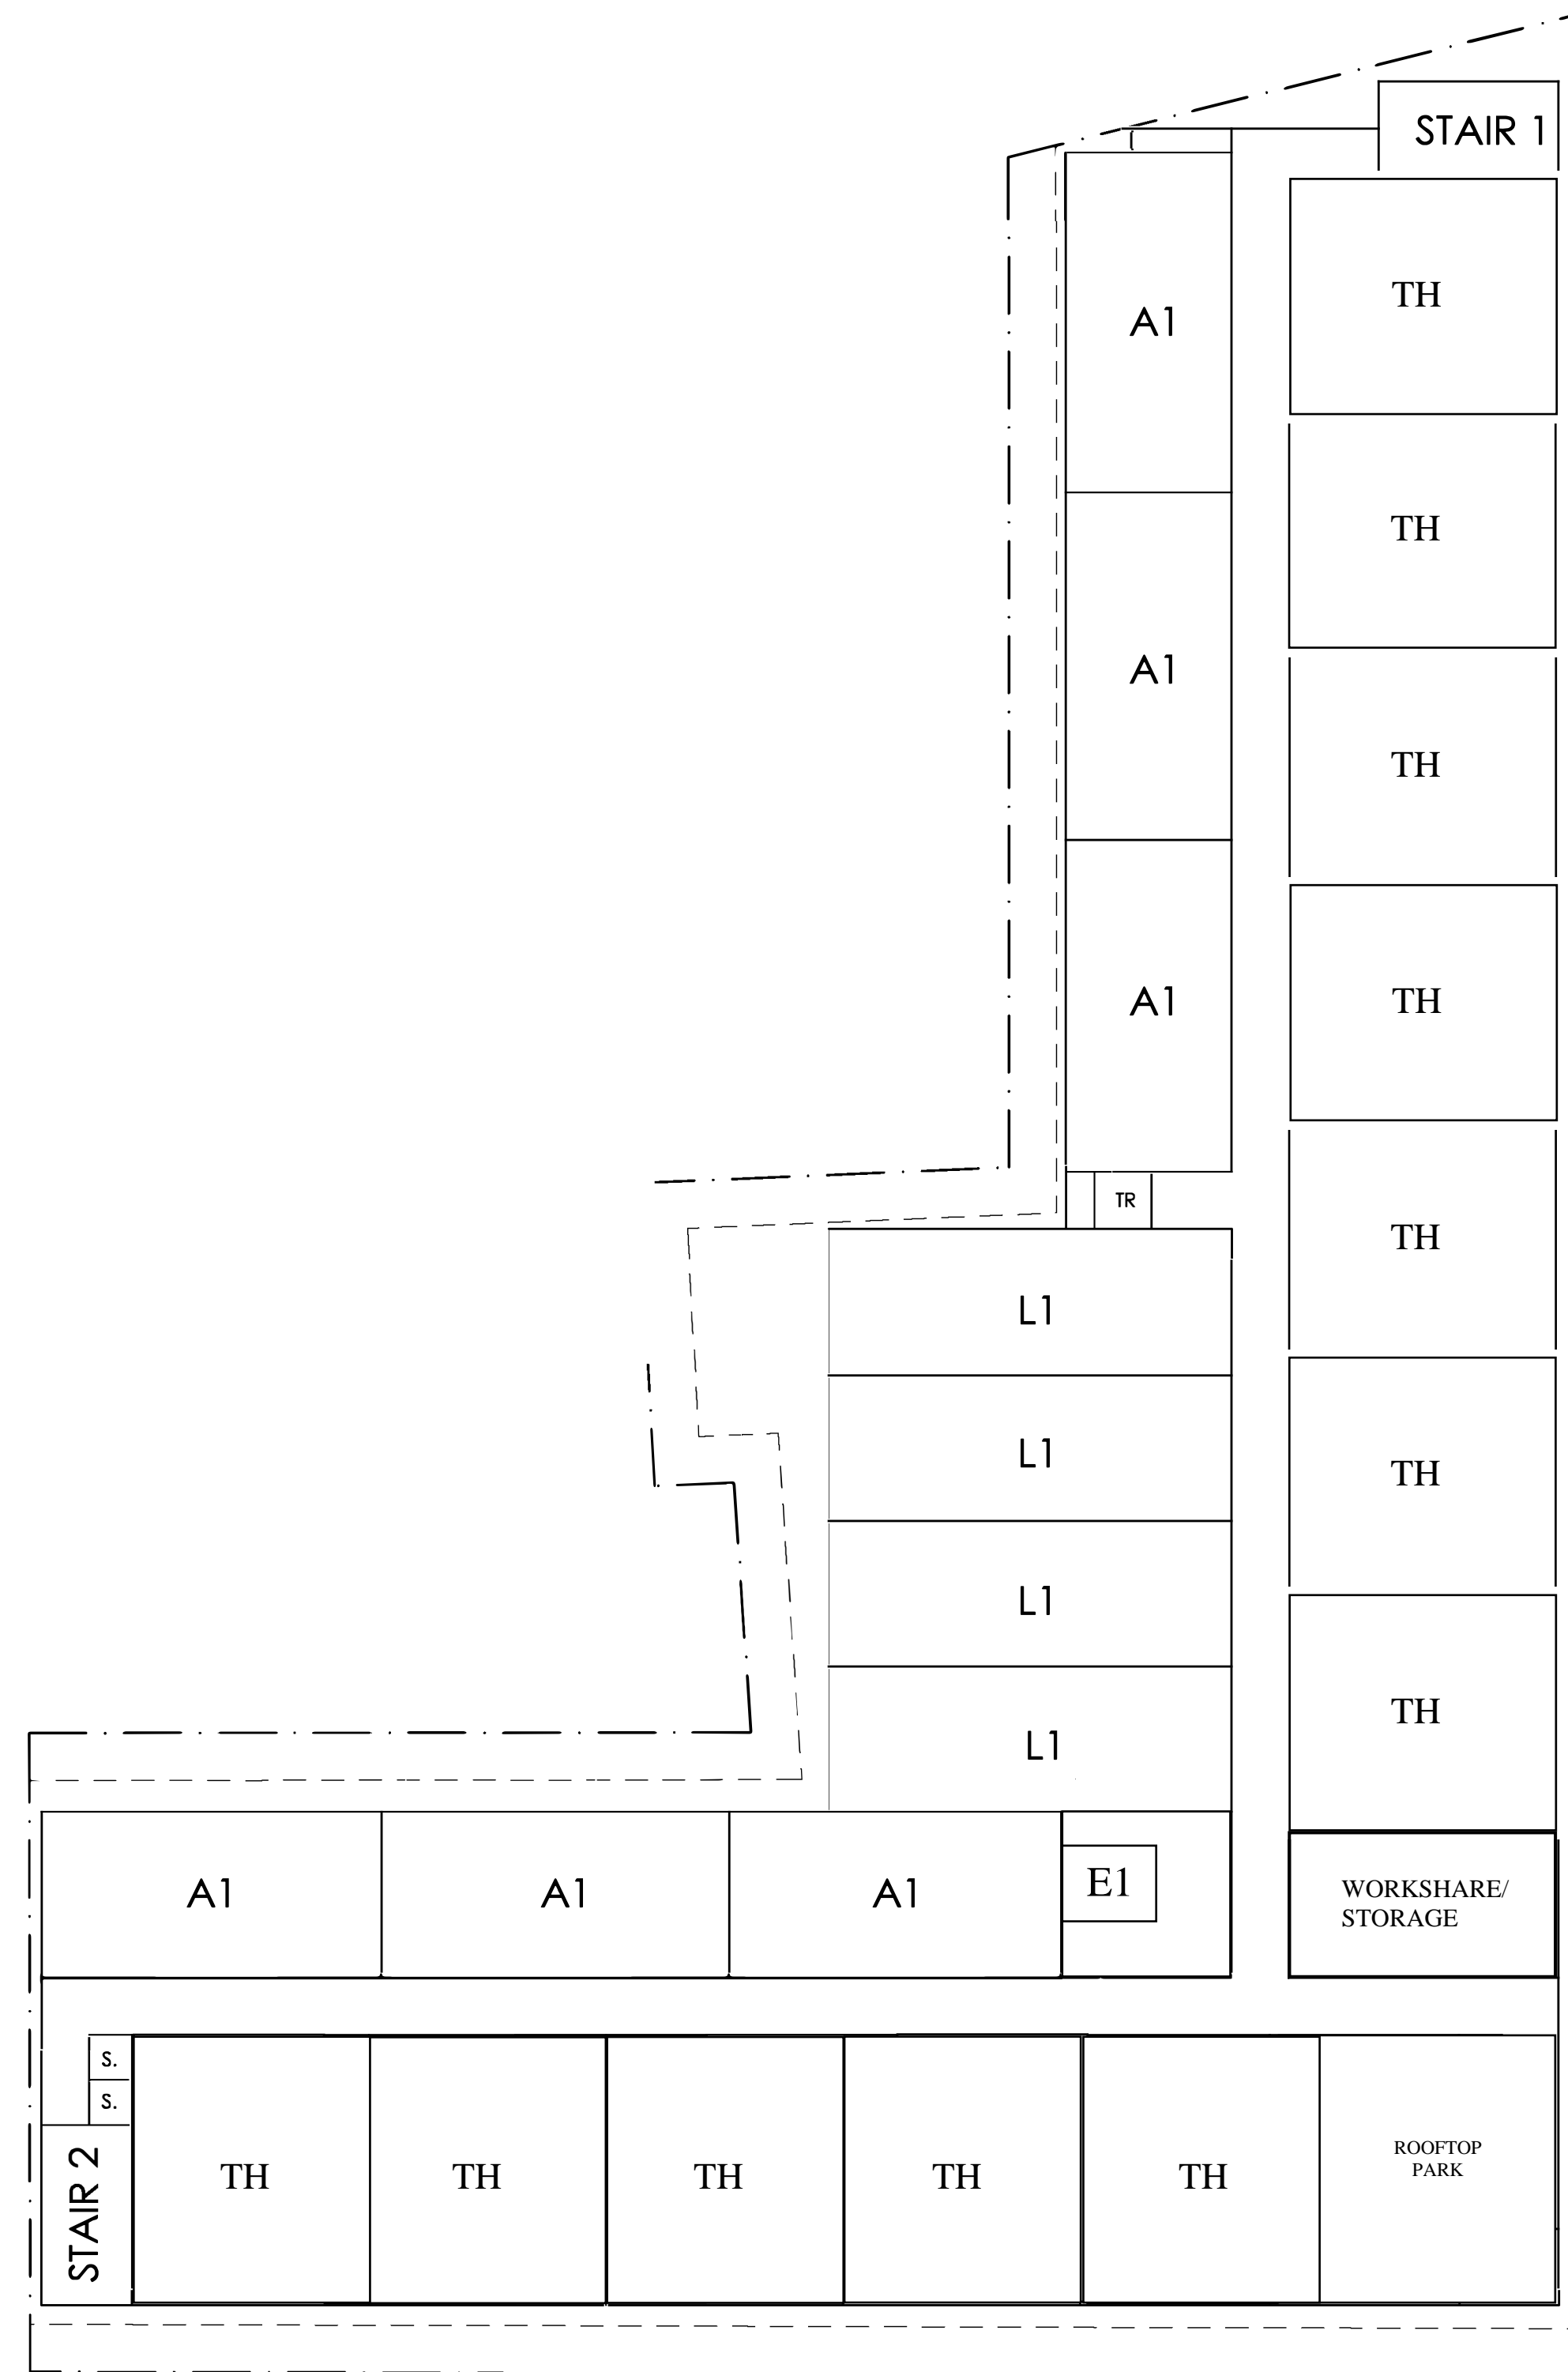 STAIR 1
TH
A1
TH
A1
TH
A1
TH
TR
TH
L1
L1
TH
L1
TH
L1
E1
A1
A1
A1
WORKSHARE/
STORAGE
S.
S.
STAIR 2
TH
TH
TH
TH
TH
ROOFTOP
PARK